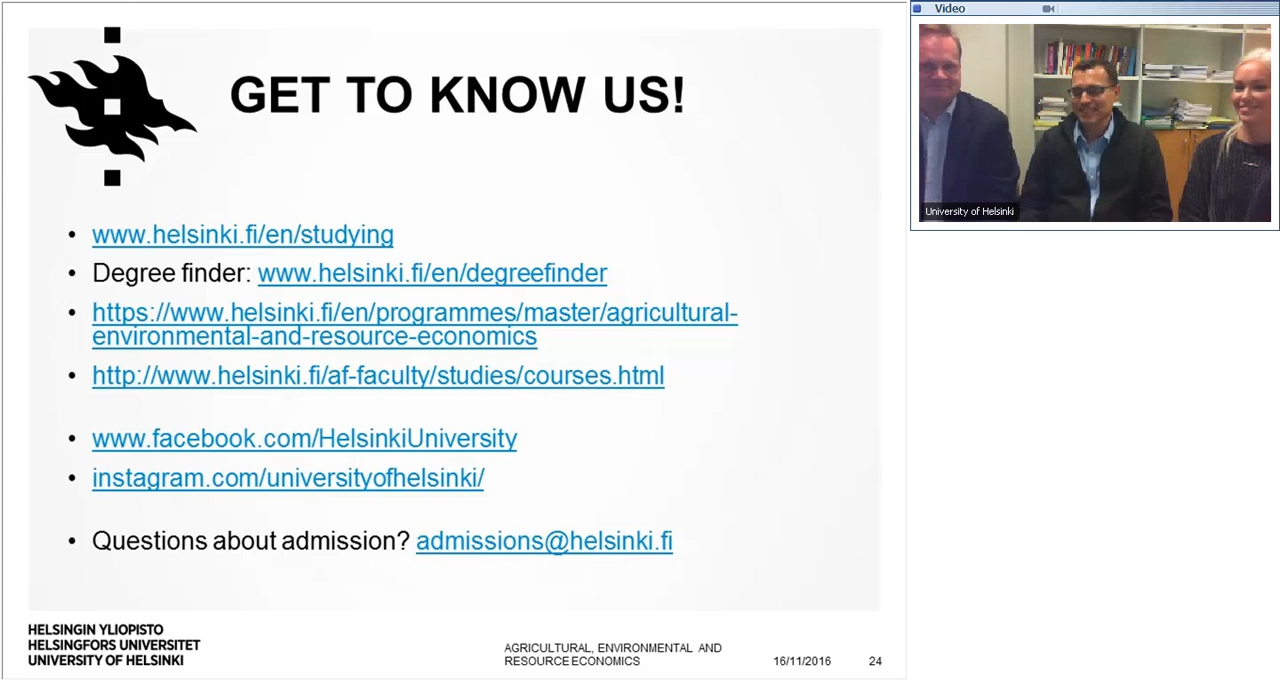 GET TO KNOW US!
• www.helsinki.fi/en/studying
• Degree finder: www.helsinki.fi/en/degreefinder
• https://www.helsinki.fi/en/programmes/master/agricultural-
environmental-and-resource-economics
• http://www.helsinki.fi/af-faculty/studies/courses.html
• www.facebook.com/HelsinkiUniversity
• instagram.com/universityofhelsinki/
• Questions about admission? admissions@helsinki.fi
HELSINGIN YLIOPISTO
HELSINGFORS UNIVERSITET
UNIVERSITY OF HELSINKI
AGRICULTURAL, ENVIRONMENTAL AND
RESOURCE ECONOMICS
16/11/2016
24
Video
University of Helsinki